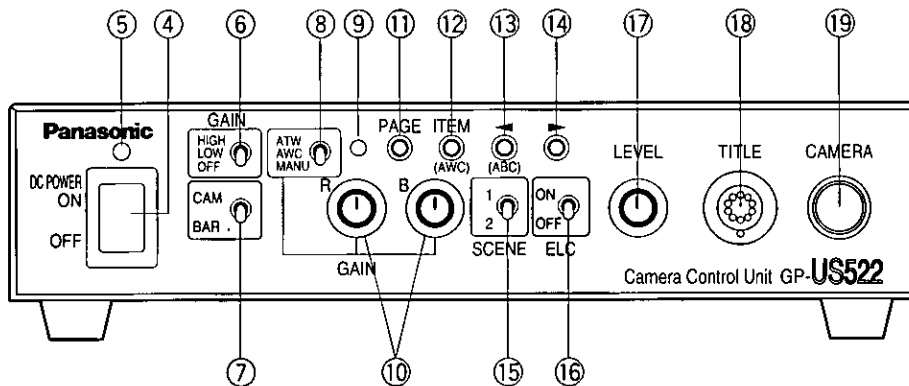 ⑤ ④ ⑥ ⑧ ⑨ ⑪ ⑫ ⑬ ⑭ ⑰ ⑱ ⑲
Panasonic
GAIN
HIGH
LOW
OFF
ATW
AWC
MANU
PAGE
ITEM
(AWC)
◄
(ABC)
►
LEVEL
TITLE
CAMERA
DC POWER
ON
OFF
CAM
BAR
R
B
GAIN
1
2
SCENE
ON
OFF
ELC
Camera Control Unit GP-US522
⑦ ⑩ ⑮ ⑯